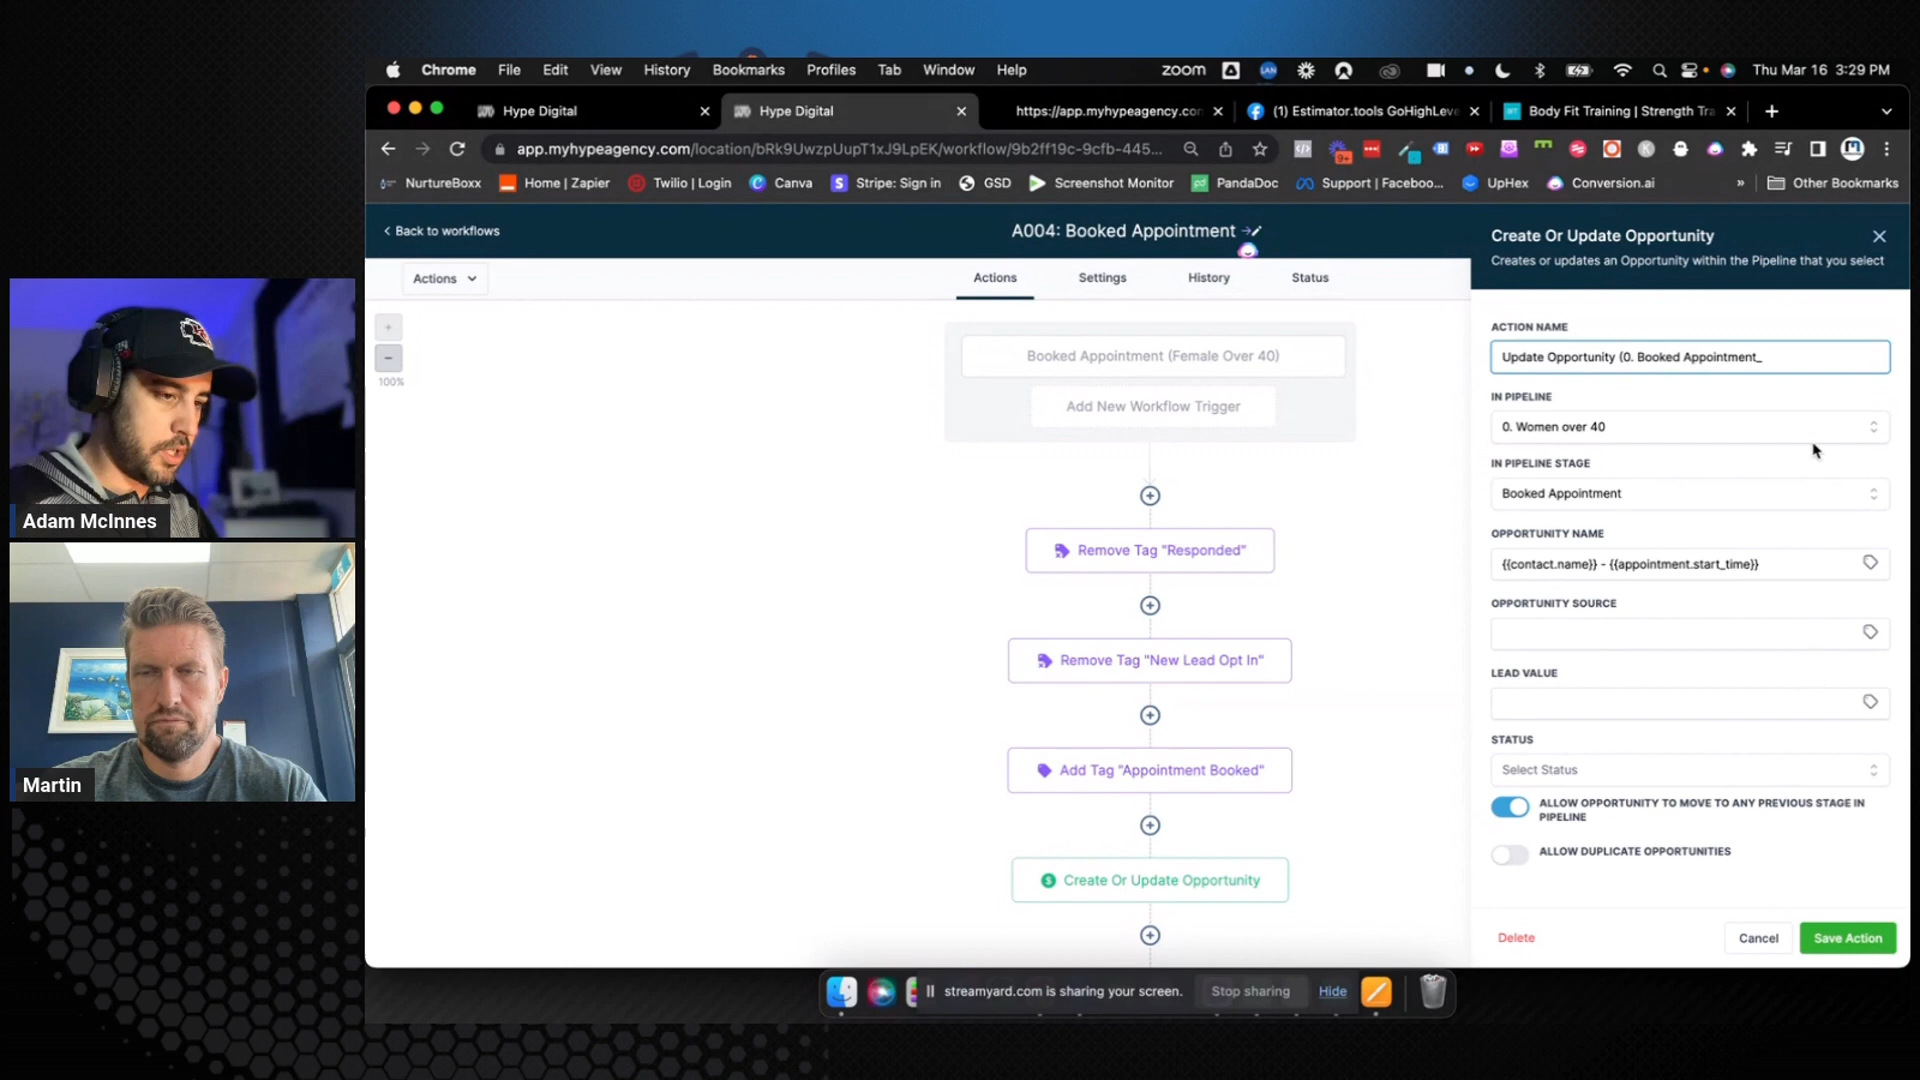 Chrome File Edit View History Bookmarks Profiles Tab Window Help
zoom
LAN
Thu Mar 16 3:29 PM
Hype Digital
Hype Digital
https://app.myhypeagency.con
(1) Estimator.tools GoHighLeve
Body Fit Training | Strength Tra
app.myhypeagency.com/location/bRk9UwzpUupT1xJ9LpEK/workflow/9b2ff19c-9cfb-445...
9+
NurtureBoxx
Home | Zapier
Twilio | Login
Canva
Stripe: Sign in
GSD
Screenshot Monitor
PandaDoc
Support | Faceboo...
UpHex
Conversion.ai
»
Other Bookmarks
< Back to workflows
A004: Booked Appointment
Actions
Actions
Settings
History
Status
+
−
100%
Booked Appointment (Female Over 40)
Add New Workflow Trigger
Remove Tag "Responded"
Remove Tag "New Lead Opt In"
Add Tag "Appointment Booked"
$ Create Or Update Opportunity
Create Or Update Opportunity
Creates or updates an Opportunity within the Pipeline that you select
ACTION NAME
Update Opportunity (0. Booked Appointment_
IN PIPELINE
0. Women over 40
IN PIPELINE STAGE
Booked Appointment
OPPORTUNITY NAME
{{contact.name}} - {{appointment.start_time}}
OPPORTUNITY SOURCE
LEAD VALUE
STATUS
Select Status
ALLOW OPPORTUNITY TO MOVE TO ANY PREVIOUS STAGE IN
PIPELINE
ALLOW DUPLICATE OPPORTUNITIES
Delete
Cancel
Save Action
Adam McInnes
Martin
streamyard.com is sharing your screen.
Stop sharing
Hide